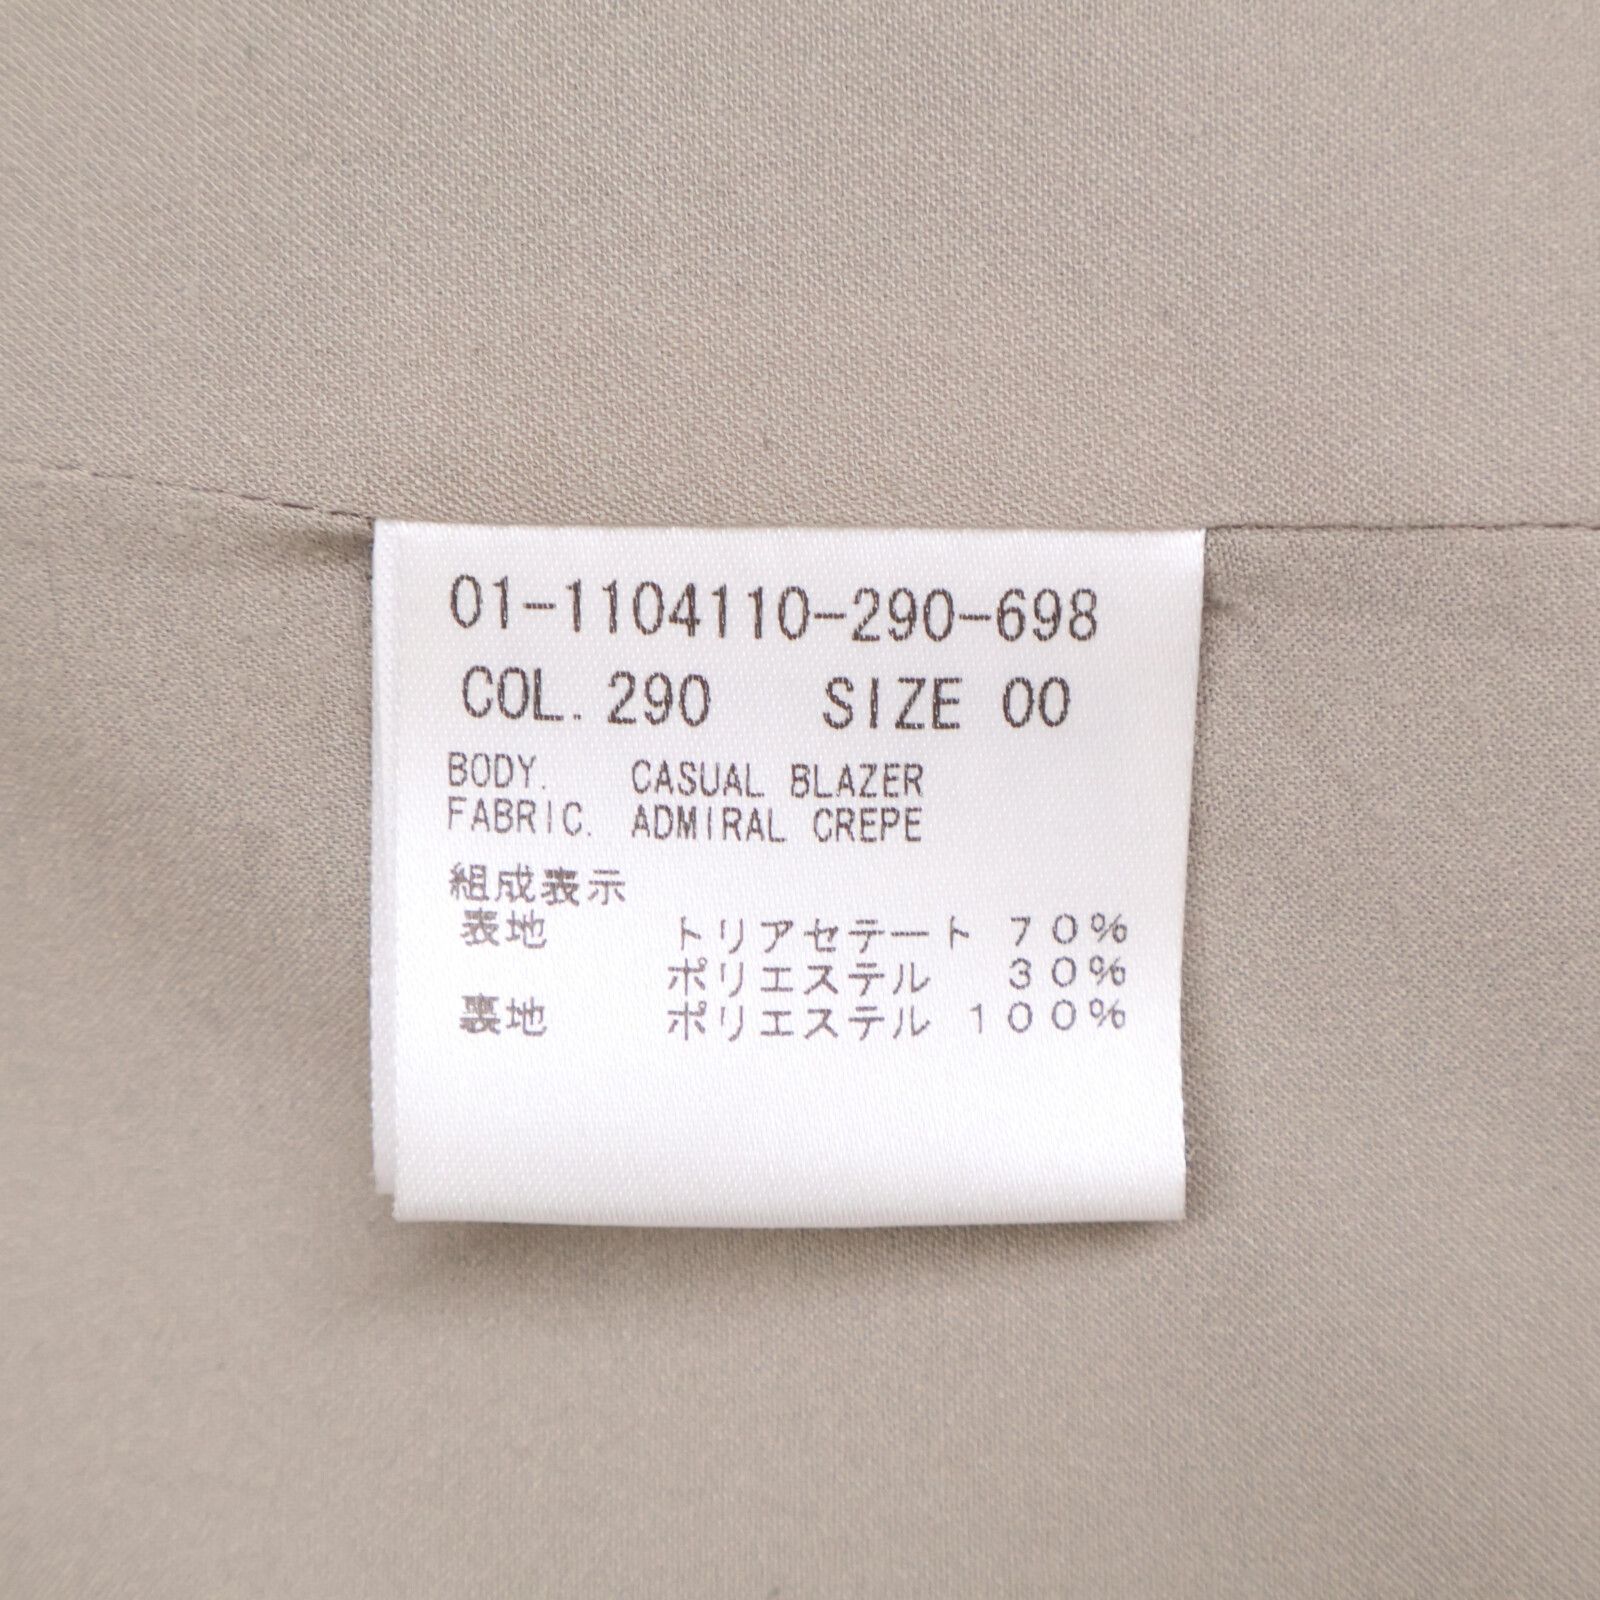 01-1104110-290-698
COL. 290 SIZE 00
BODY. CASUAL BLAZER
FABRIC. ADMIRAL CREPE
組成表示
表地 トリアセテート 70%
ポリエステル 30%
裏地 ポリエステル 100%